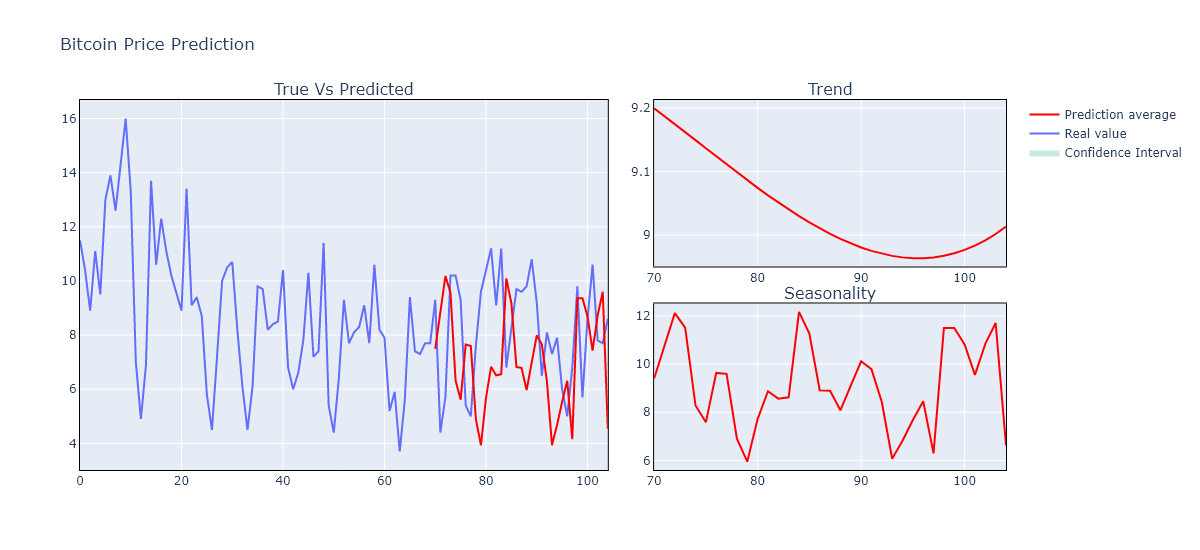 Bitcoin Price Prediction
True Vs Predicted
16
14
12
10
8
6
4
0 20 40 60 80 100
Trend
9.2
9.1
9
70 80 90 100
Seasonality
12
10
8
6
70 80 90 100
Prediction average
Real value
Confidence Interval